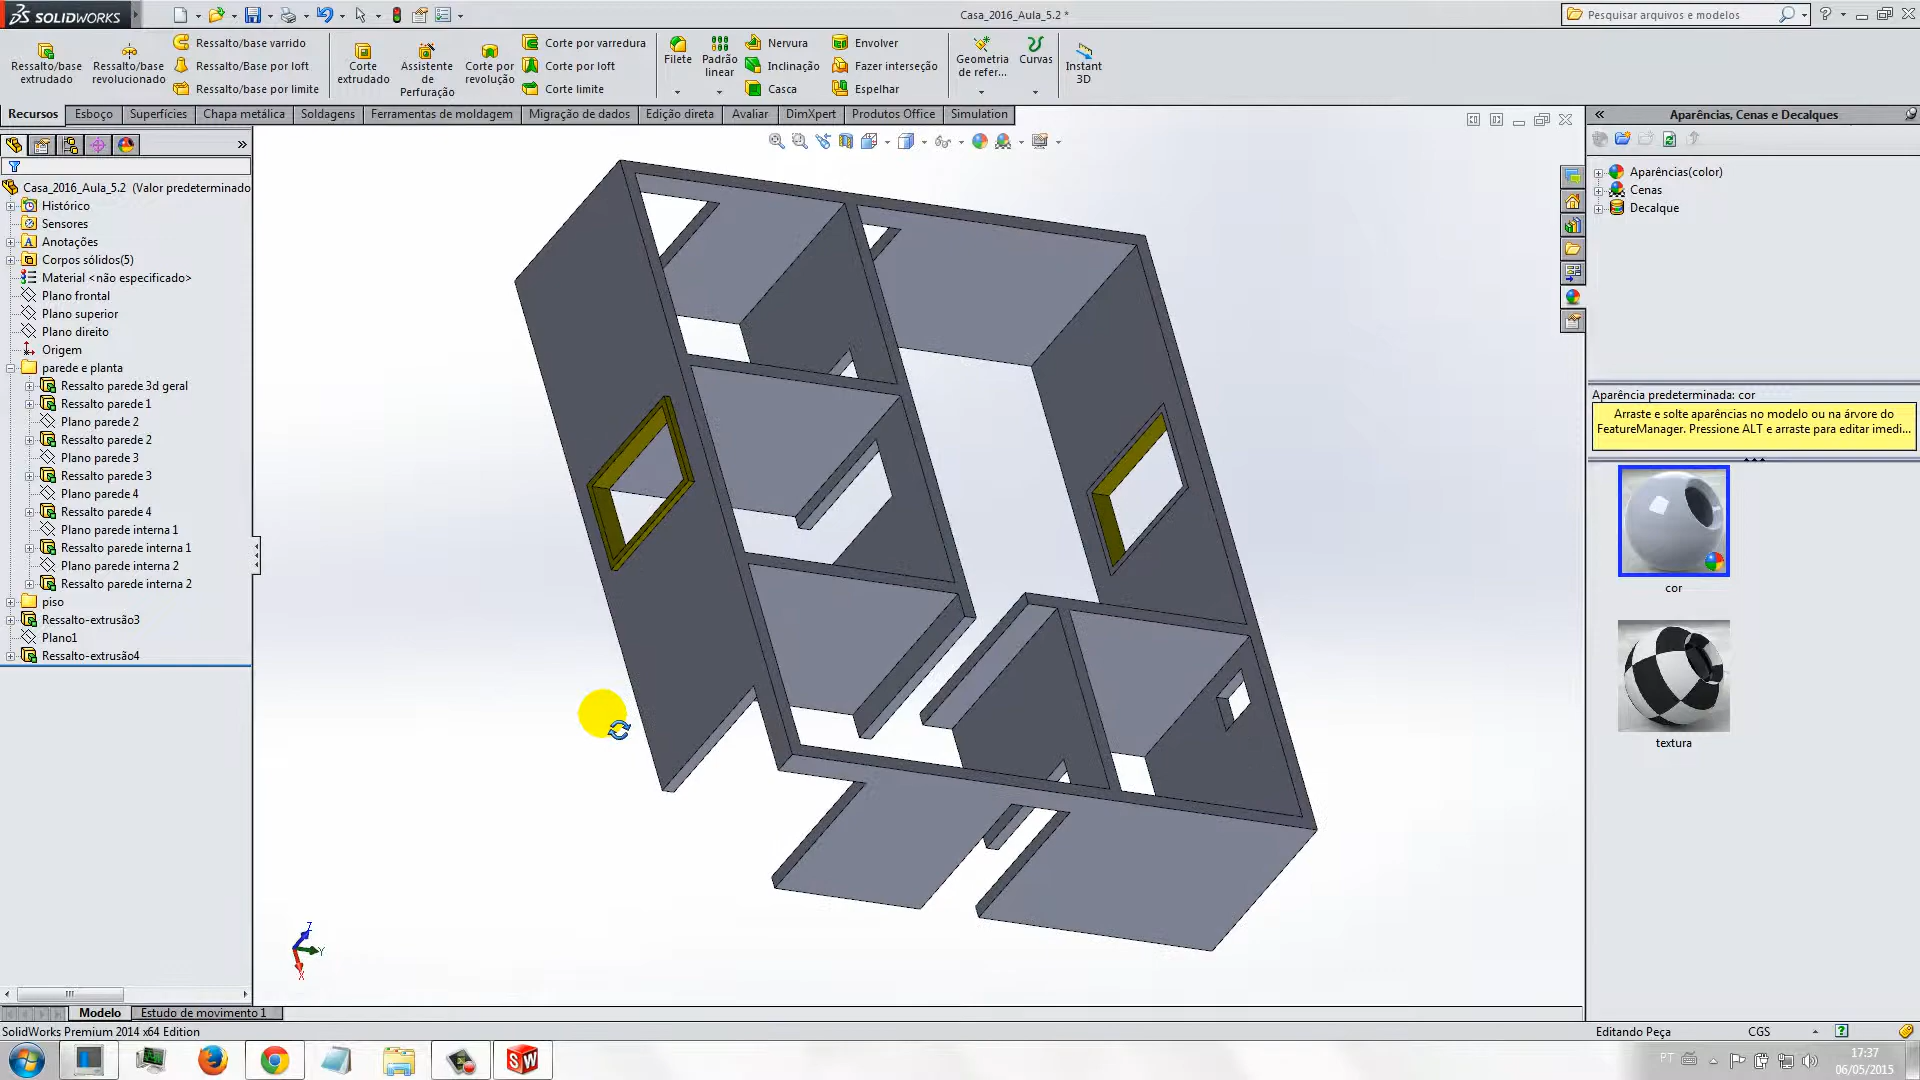 SOLIDWORKS
Casa_2016_Aula_5.2 *
Pesquisar arquivos e modelos
Ressalto/base extrudado
Ressalto/base revolucionado
Ressalto/base varrido
Ressalto/Base por loft
Ressalto/base por limite
Corte extrudado
Assistente de Perfuração
Corte por revolução
Corte por varredura
Corte por loft
Corte limite
Filete
Padrão linear
Nervura
Inclinação
Casca
Envolver
Fazer interseção
Espelhar
Geometria de refer...
Curvas
Instant 3D
Recursos
Esboço
Superfícies
Chapa metálica
Soldagens
Ferramentas de moldagem
Migração de dados
Edição direta
Avaliar
DimXpert
Produtos Office
Simulation
Casa_2016_Aula_5.2 (Valor predeterminado
Histórico
Sensores
Anotações
Corpos sólidos(5)
Material <não especificado>
Plano frontal
Plano superior
Plano direito
Origem
parede e planta
Ressalto parede 3d geral
Ressalto parede 1
Plano parede 2
Ressalto parede 2
Plano parede 3
Ressalto parede 3
Plano parede 4
Ressalto parede 4
Plano parede interna 1
Ressalto parede interna 1
Plano parede interna 2
Ressalto parede interna 2
piso
Ressalto-extrusão3
Plano1
Ressalto-extrusão4
Z
Y
X
Aparências, Cenas e Decalques
Aparências(color)
Cenas
Decalque
Aparência predeterminada: cor
Arraste e solte aparências no modelo ou na árvore do
FeatureManager. Pressione ALT e arraste para editar imedi...
cor
textura
Modelo
Estudo de movimento 1
SolidWorks Premium 2014 x64 Edition
Editando Peça
CGS
PT
17:37
06/05/2015